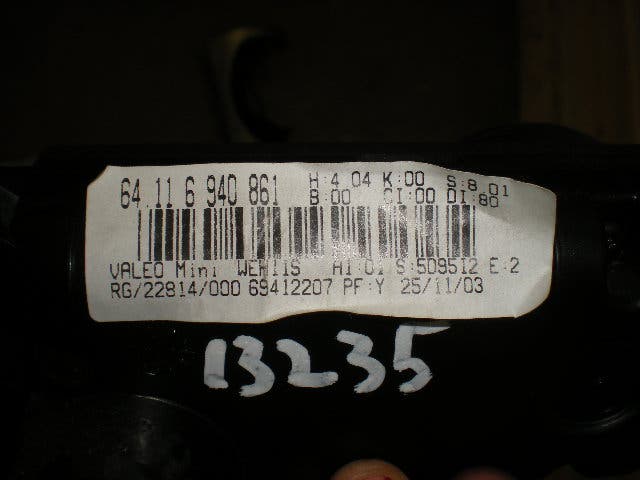 64.11 6 940 861 H:4.04 K:00 S:8.01
B:00 CI:00 DI:80
VALEO Mini WEH11S AI:01 S:509512 E:2
RG/22814/000 69412207 PF:Y 25/11/03
13235